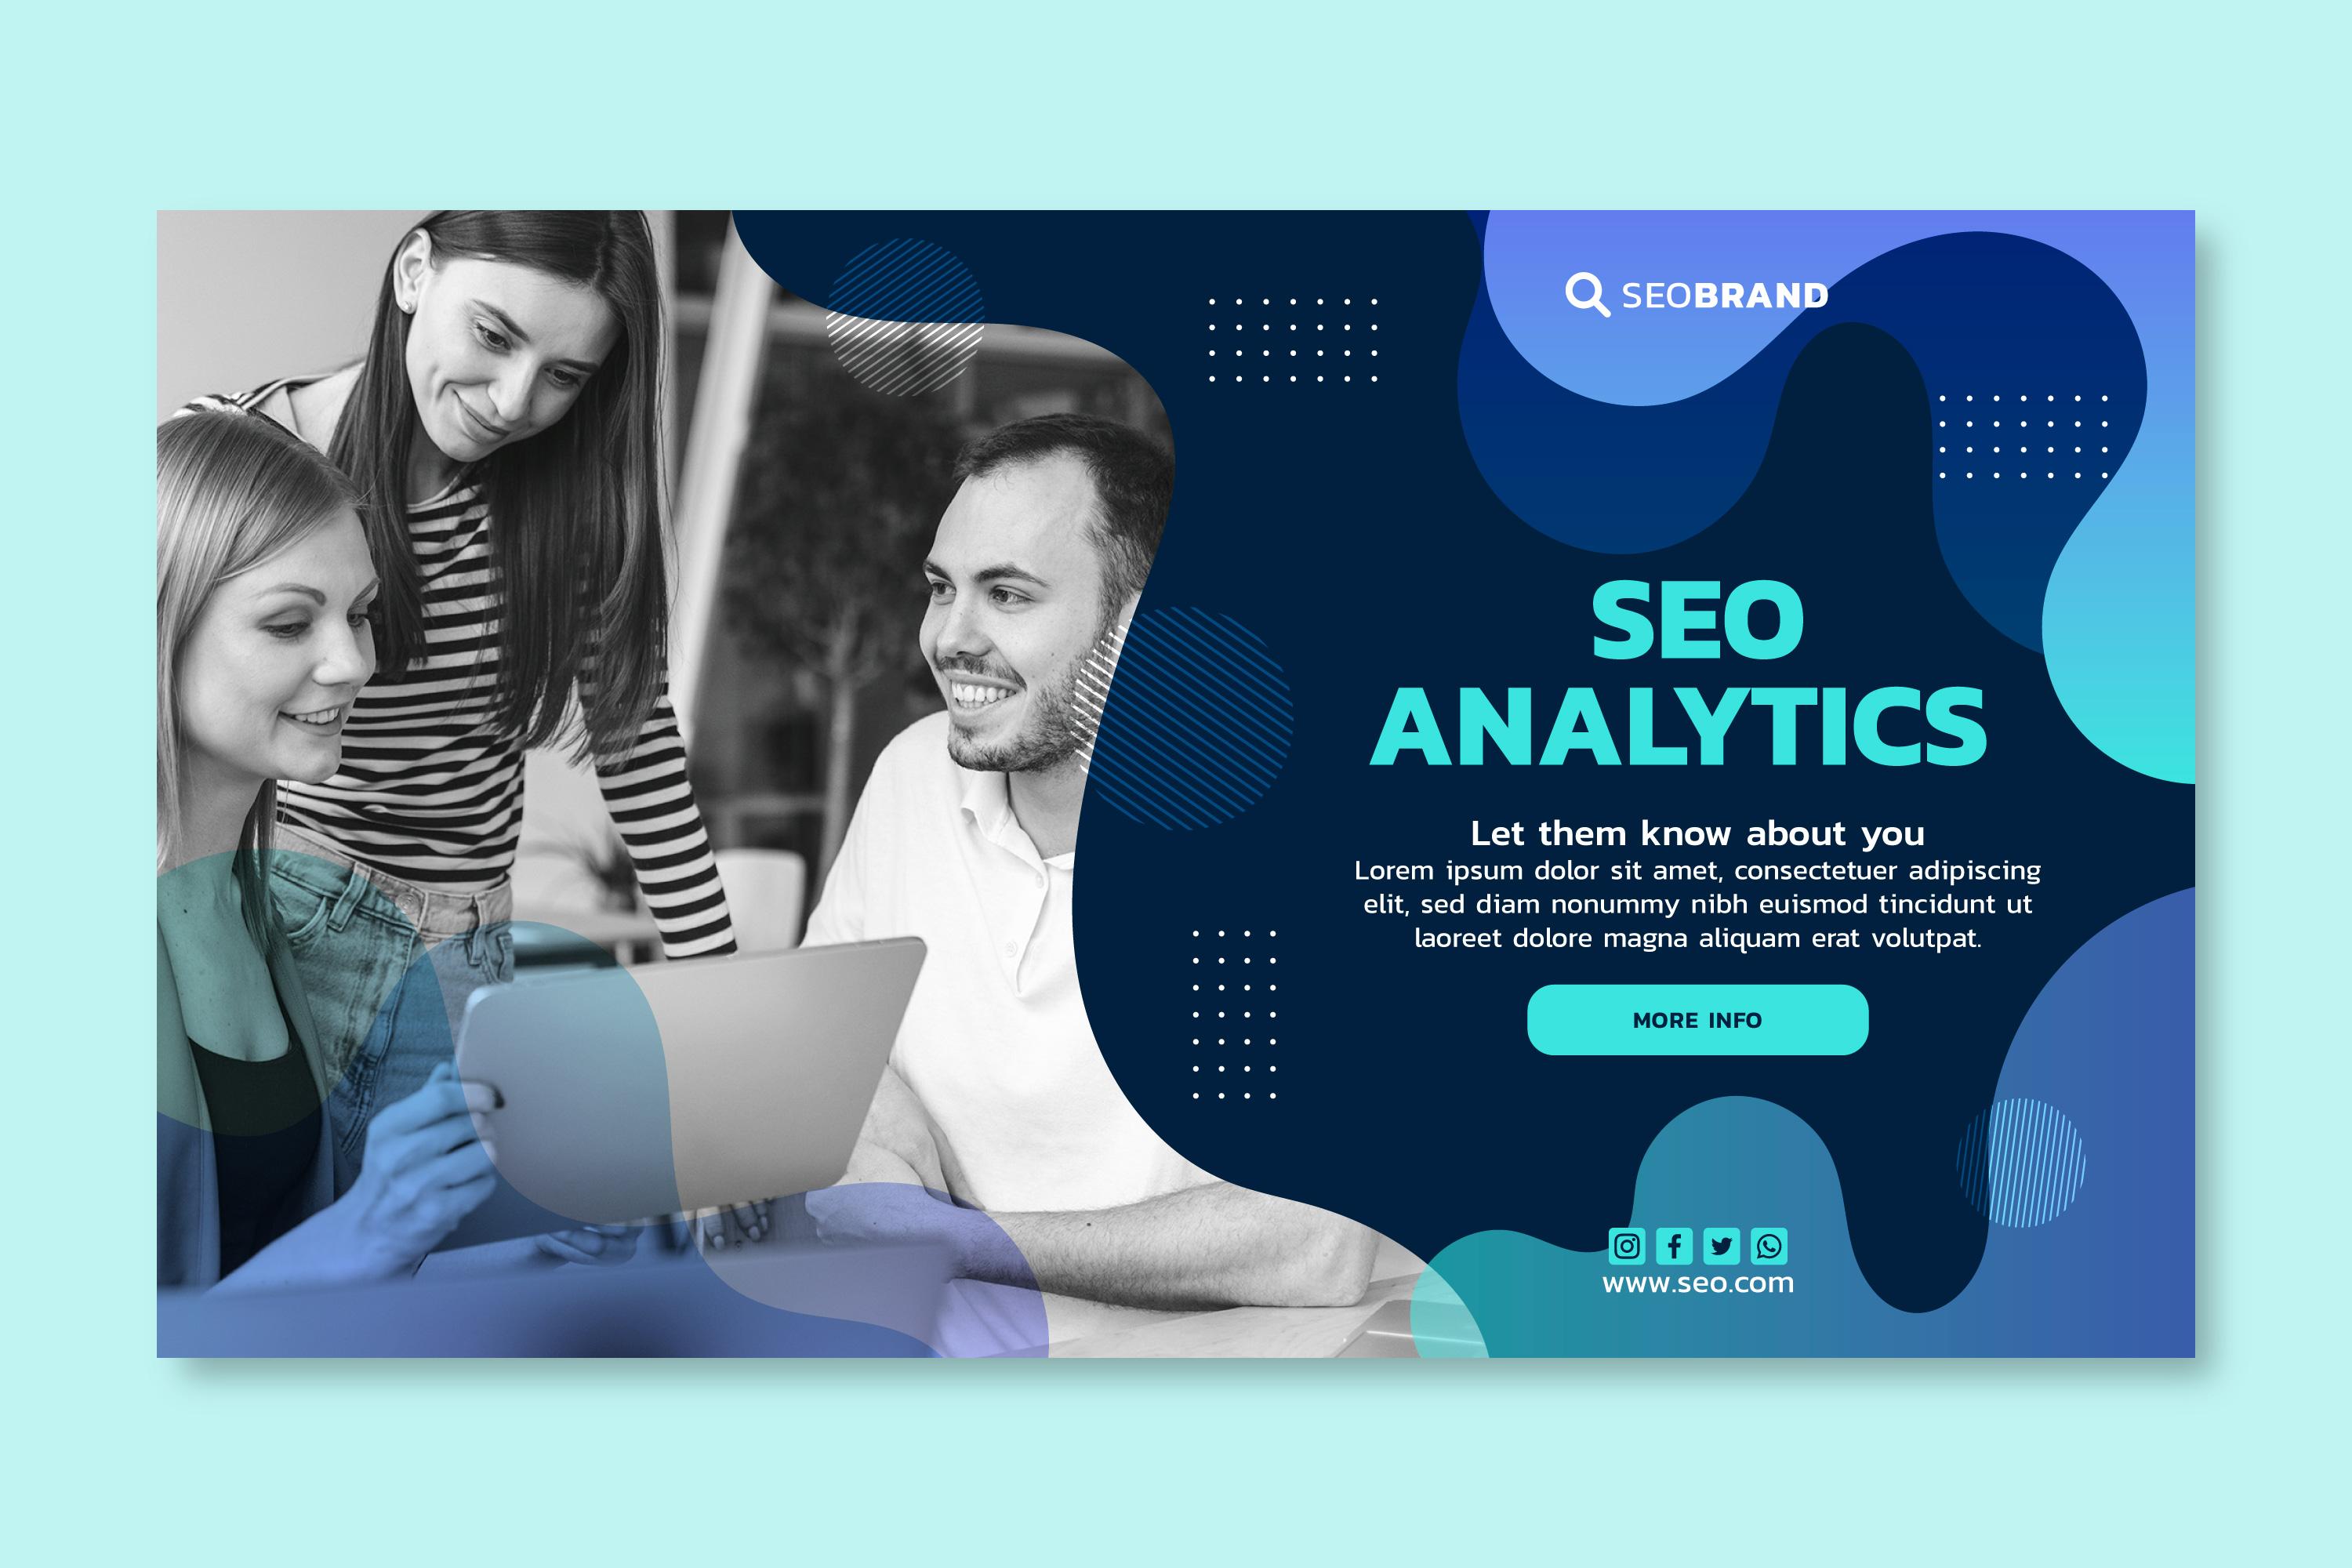 SEOBRAND
SEO
ANALYTICS
Let them know about you
Lorem ipsum dolor sit amet, consectetuer adipiscing
elit, sed diam nonummy nibh euismod tincidunt ut
laoreet dolore magna aliquam erat volutpat.
MORE INFO
www.seo.com